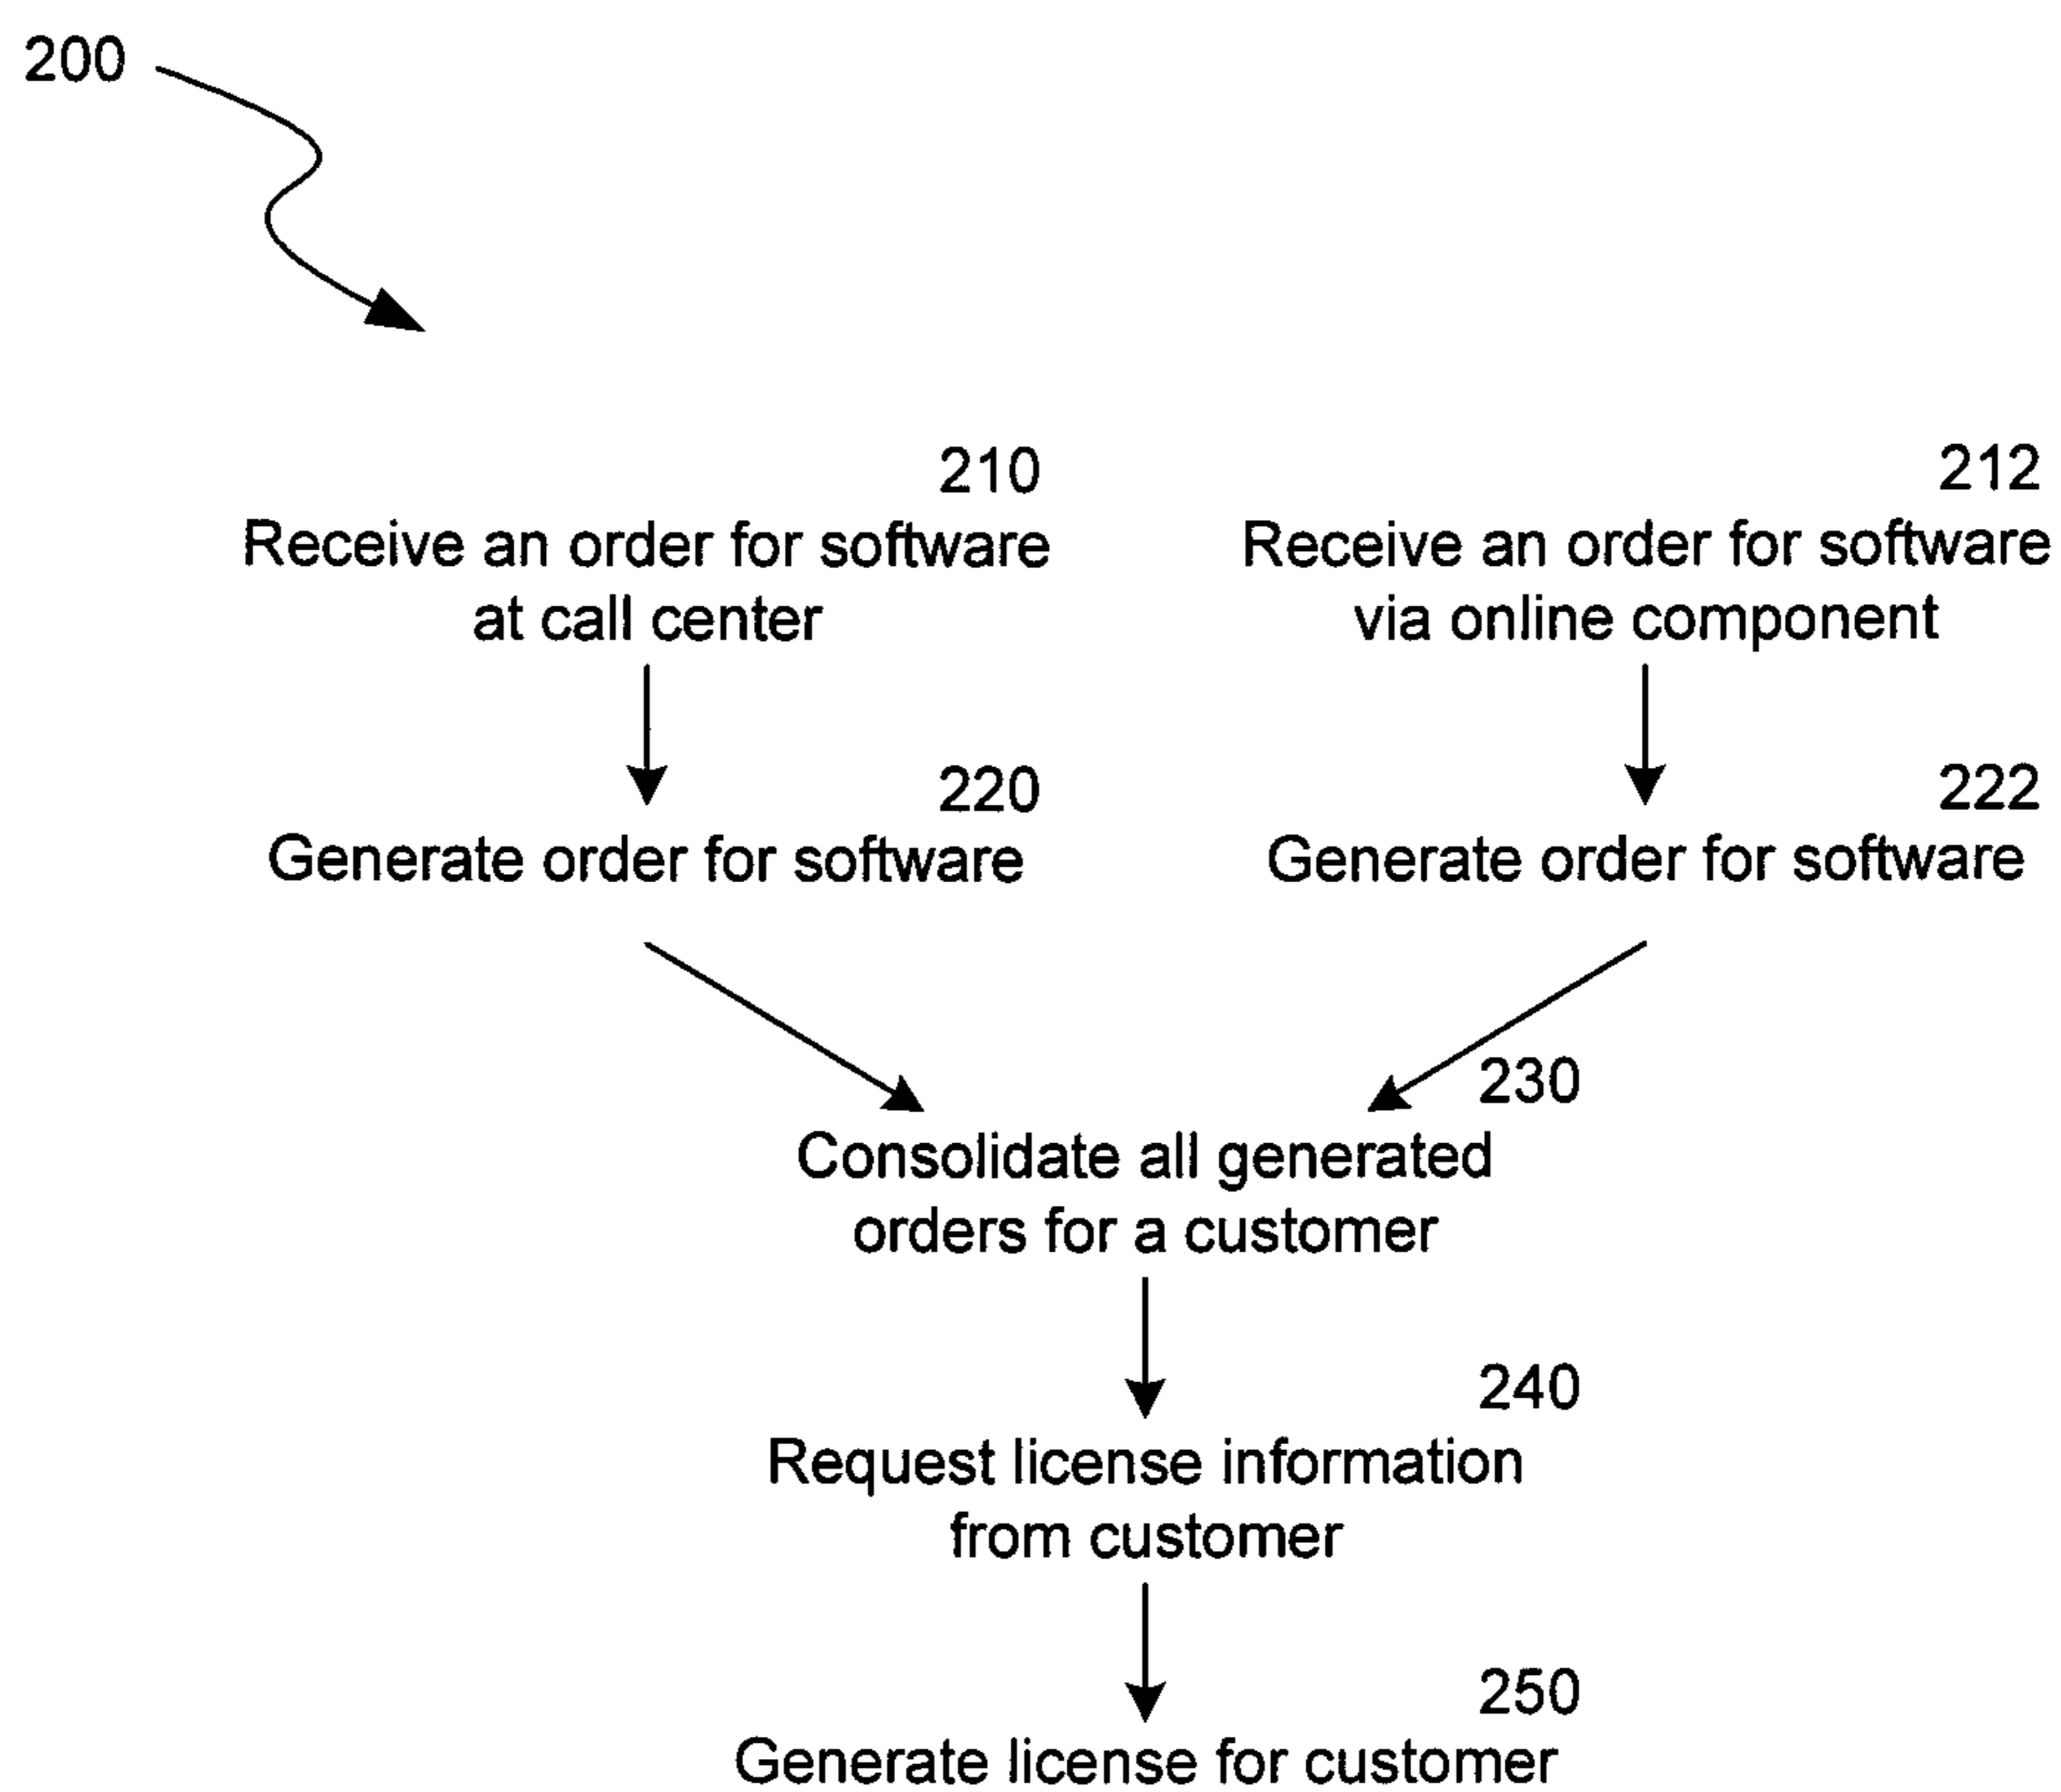 200
210
Receive an order for software
at call center
212
Receive an order for software
via online component
220
Generate order for software
222
Generate order for software
230
Consolidate all generated
orders for a customer
240
Request license information
from customer
250
Generate license for customer